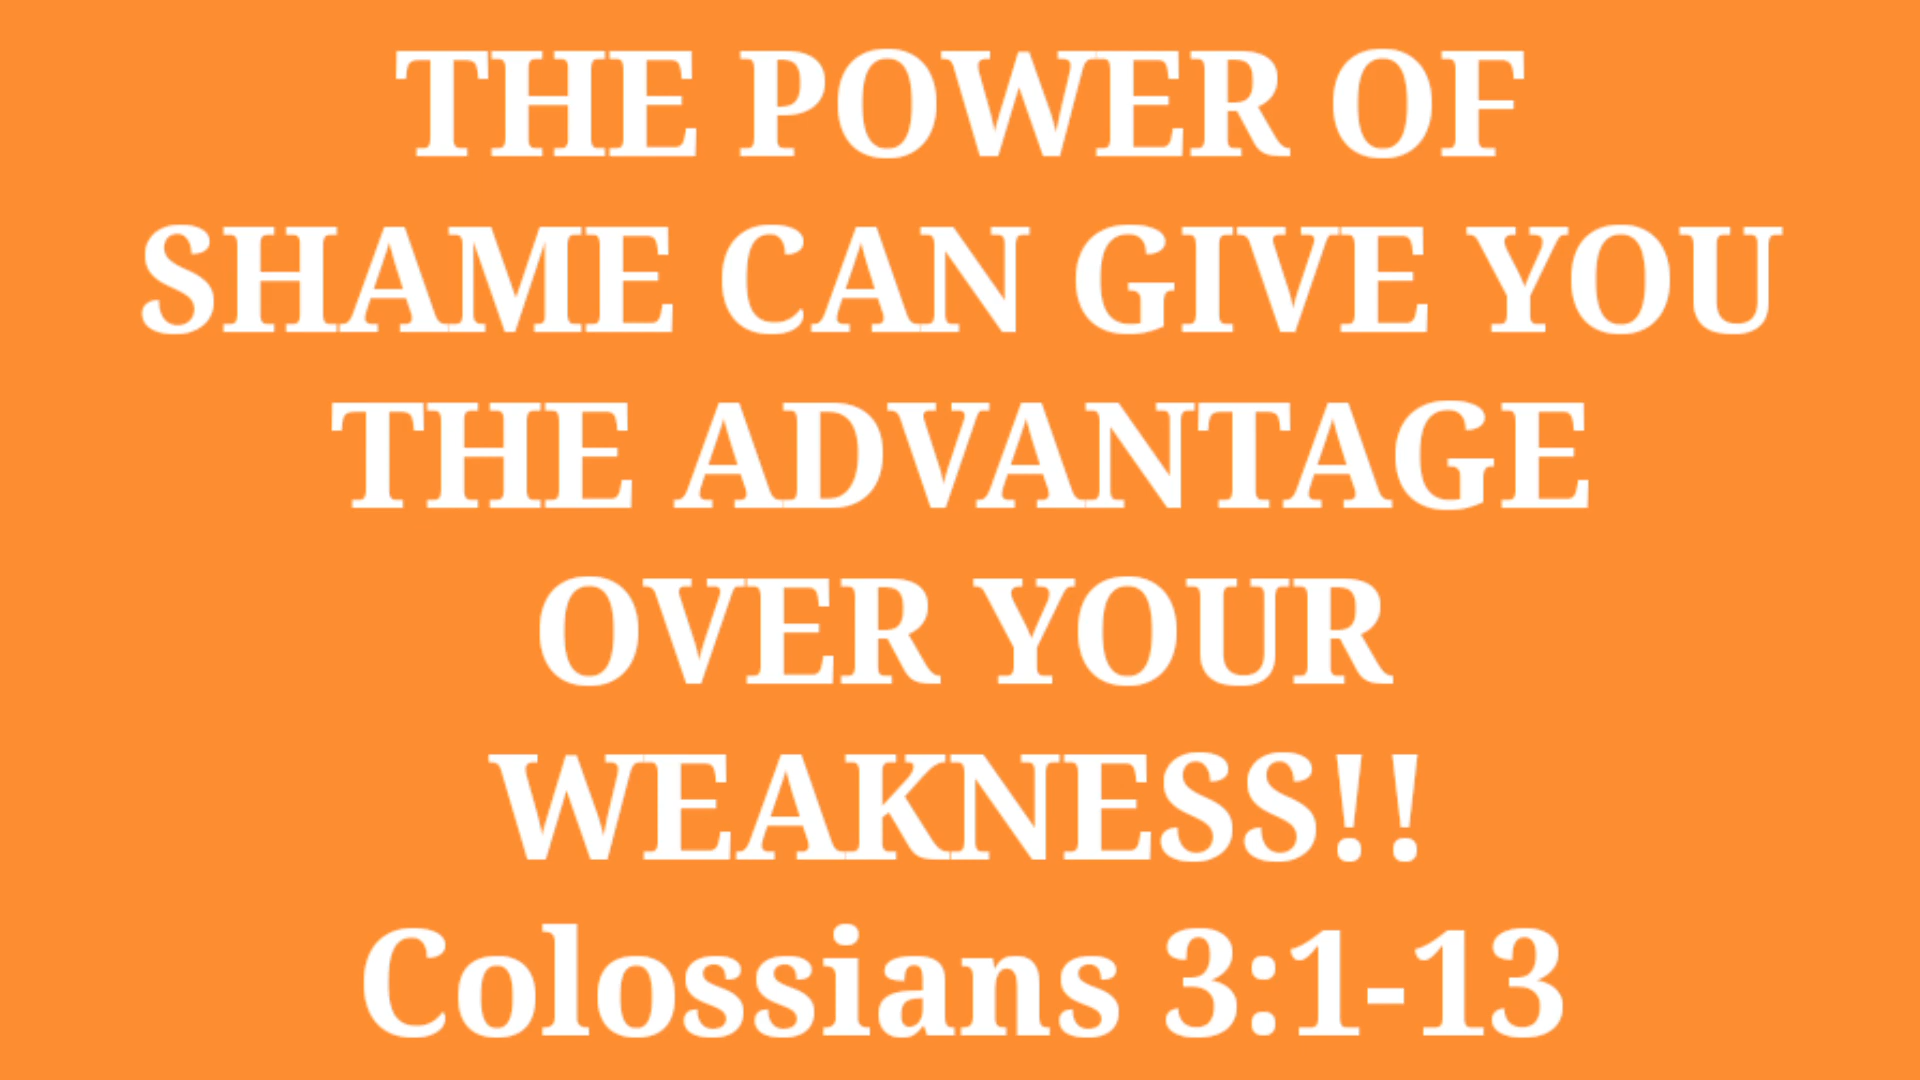 THE POWER OF
SHAME CAN GIVE YOU
THE ADVANTAGE
OVER YOUR
WEAKNESS!!
Colossians 3:1-13